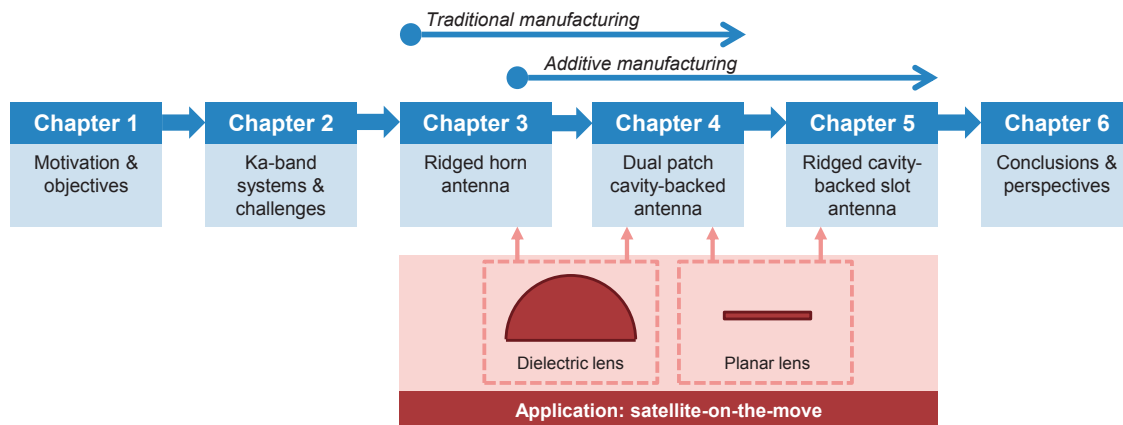 Traditional manufacturing
Additive manufacturing
Chapter 1
Motivation &
objectives
Chapter 2
Ka-band
systems &
challenges
Chapter 3
Ridged horn
antenna
Chapter 4
Dual patch
cavity-backed
antenna
Chapter 5
Ridged cavity-
backed slot
antenna
Chapter 6
Conclusions &
perspectives
Dielectric lens
Planar lens
Application: satellite-on-the-move